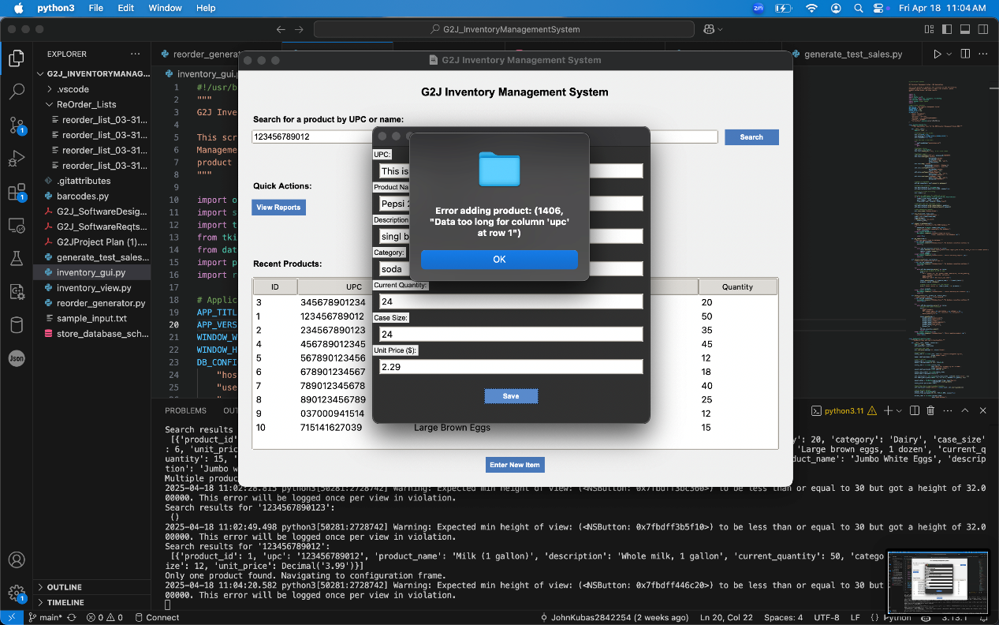 python3 File Edit Window Help
zm Fri Apr 18 11:04 AM
G2J_InventoryManagementSystem
EXPLORER
G2J_INVENTORYMANAG...
.vscode
ReOrder_Lists
reorder_list_03-31...
reorder_list_03-31...
reorder_list_03-31...
reorder_list_03-31...
.gitattributes
barcodes.py
G2J_SoftwareDesig...
G2J_SoftwareReqts...
G2JProject Plan (1)....
generate_test_sales...
inventory_gui.py
inventory_view.py
reorder_generator.py
sample_input.txt
store_database_sch...
OUTLINE
TIMELINE
1
1
1
Json
reorder_genera
generate_test_sales.py
inventory_gui.p
1 #!/usr/b
2 """
3 G2J Inve
4
5 This scr
6 Manageme
7 product
8 """
9
10 import o
11 import s
12 import t
13 from tki
14 from dat
15 import p
16 import r
17
18 # Applic
19 APP_TITL
20 APP_VERS
21 WINDOW_W
22 WINDOW_H
23 DB_CONFI
24 "hos
25 "use
G2J Inventory Management System
G2J Inventory Management System
Search for a product by UPC or name:
123456789012
Search
Quick Actions:
View Reports
Recent Products:
ID UPC Quantity
3 345678901234 20
1 123456789012 50
2 234567890123 35
4 456789012345 45
5 567890123456 12
6 678901234567 18
7 789012345678 40
8 890123456789 25
9 037000941514 12
10 715141627039 Large Brown Eggs 15
Enter New Item
UPC:
This is
Product Na
Pepsi 2
Description
singl b
Category:
soda
Current Quantity:
24
Case Size:
24
Unit Price ($):
2.29
Save
Error adding product: (1406,
"Data too long for column 'upc'
at row 1")
OK
PROBLEMS OUT
python3.11
Search results
[{'product_id' y': 20, 'category': 'Dairy', 'case_size'
: 6, 'unit_pric 'Large brown eggs, 1 dozen', 'current_q
uantity': 15, ' duct_name': 'Jumbo White Eggs', 'descrip
tion': 'Jumbo w
Multiple produc
2025-04-18 11:02:28.815 python3[50281:2728742] Warning: Expected min height of view: (<NSButton: 0x7fbdff3bc360>) to be less than or equal to 30 but got a height of 32.0
00000. This error will be logged once per view in violation.
Search results for '1234567890123':
()
2025-04-18 11:02:49.498 python3[50281:2728742] Warning: Expected min height of view: (<NSButton: 0x7fbdff3b5f10>) to be less than or equal to 30 but got a height of 32.0
00000. This error will be logged once per view in violation.
Search results for '123456789012':
[{'product_id': 1, 'upc': '123456789012', 'product_name': 'Milk (1 gallon)', 'description': 'Whole milk, 1 gallon', 'current_quantity': 50, 'catego
ize': 12, 'unit_price': Decimal('3.99')}]
Only one product found. Navigating to configuration frame.
2025-04-18 11:04:20.582 python3[50281:2728742] Warning: Expected min height of view: (<NSButton: 0x7fbdff446c20>) to be less than or equal to 30 but
00000. This error will be logged once per view in violation.
main* 0 0 Connect
JohnKubas2842254 (2 weeks ago) Ln 20, Col 22 Spaces: 4 UTF-8 LF {} Python 3.13.1